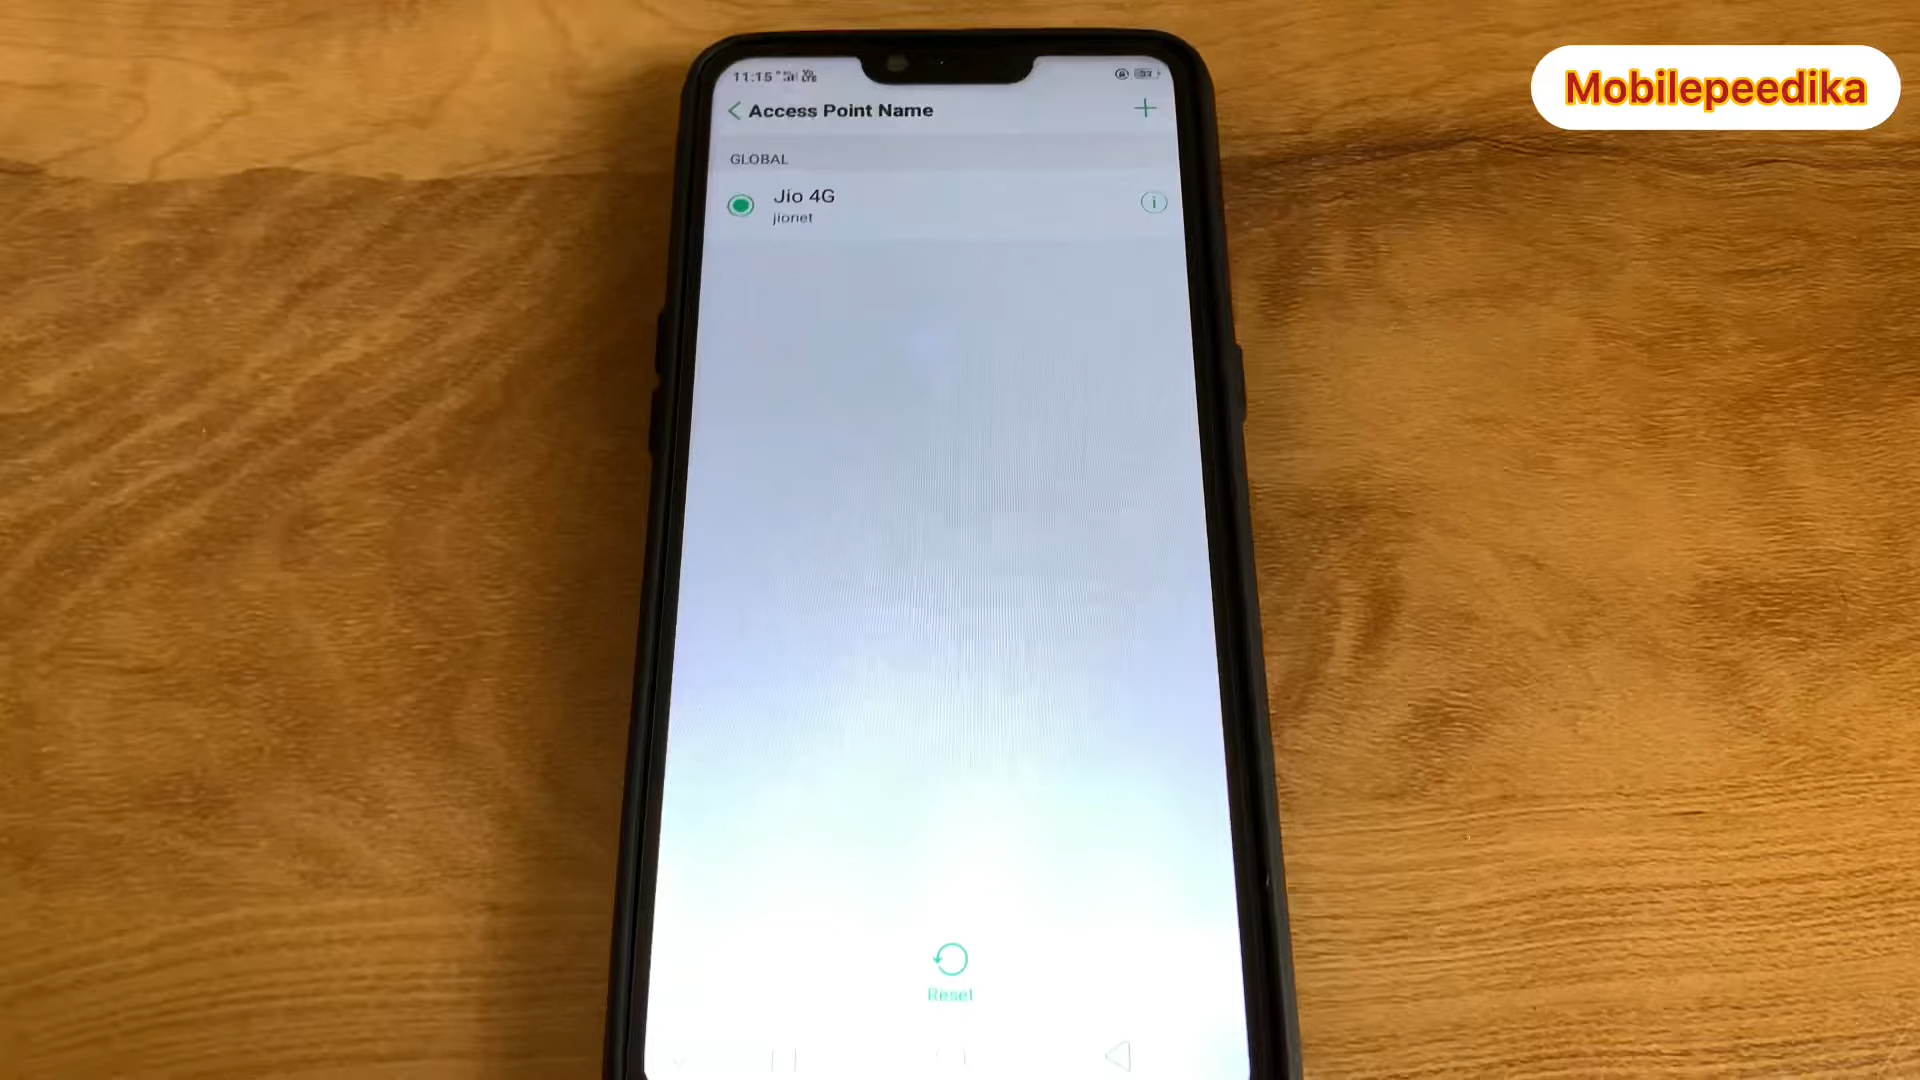 Mobilepeedika
11:15
Access Point Name
GLOBAL
Jio 4G
jionet
Reset